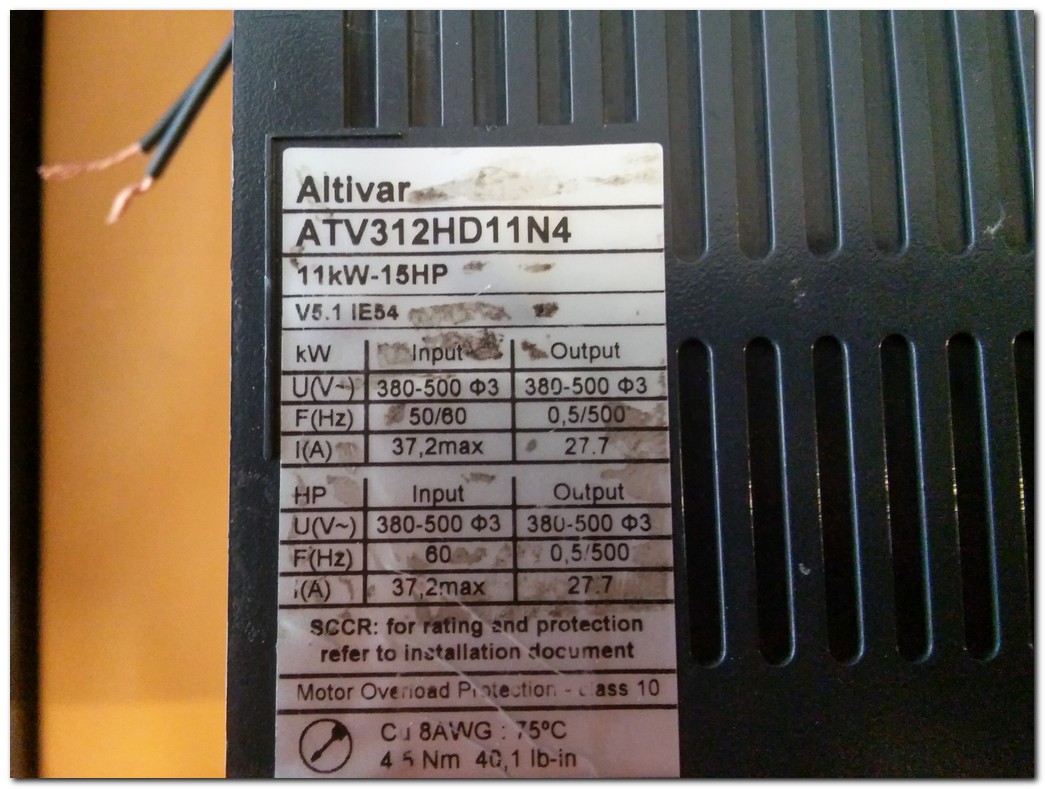 Altivar
ATV312HD11N4
11kW-15HP
V5.1 IE54
kW Input Output
U(V~) 380-500 Φ3 380-500 Φ3
F(Hz) 50/60 0,5/500
I(A) 37,2max 27.7
HP Input Output
U(V~) 380-500 Φ3 380-500 Φ3
F(Hz) 60 0,5/500
I(A) 37,2max 27.7
SCCR: for rating and protection
refer to installation document
Motor Overload Protection - class 10
Cu 8AWG : 75ºC
4.5 Nm 40,1 lb-in